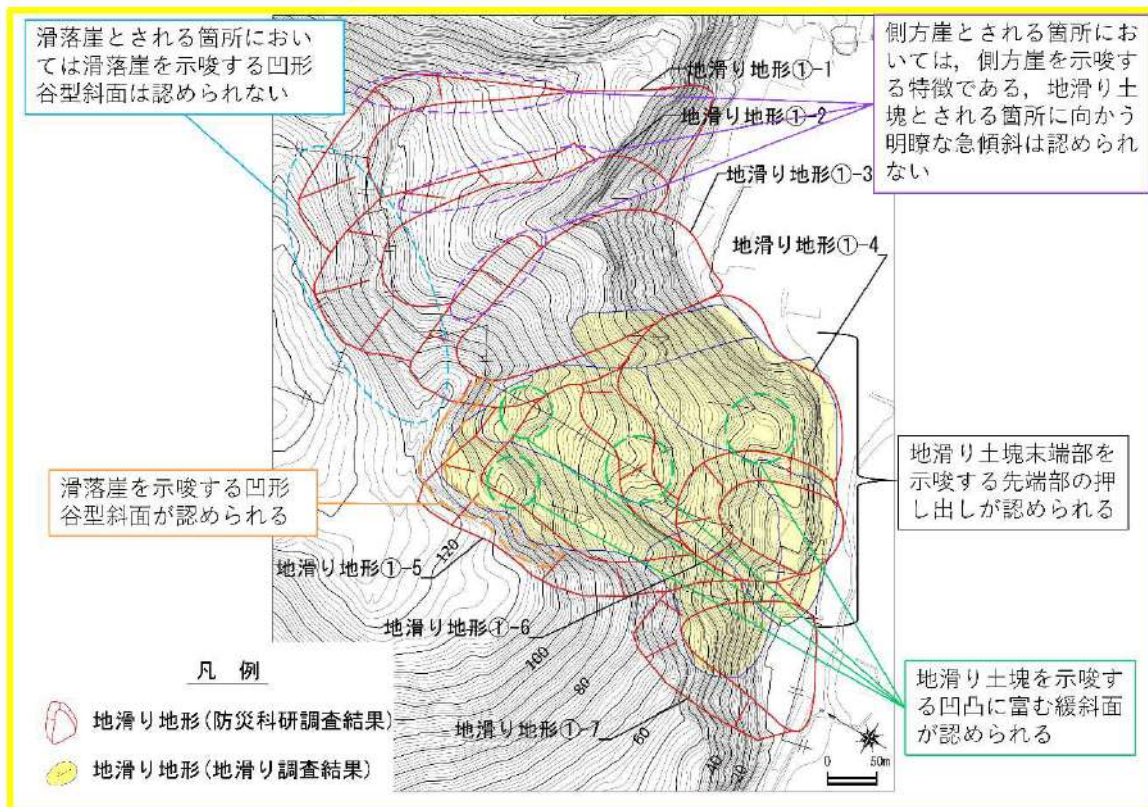 滑落崖とされる箇所におい
ては滑落崖を示唆する凹形
谷型斜面は認められない
側方崖とされる箇所にお
いては，側方崖を示唆す
る特徴である，地滑り土
塊とされる箇所に向かう
明瞭な急傾斜は認められ
ない
地滑り地形①-1
地滑り地形①-2
地滑り地形①-3
地滑り地形①-4
地滑り土塊末端部を
示唆する先端部の押
し出しが認められる
滑落崖を示唆する凹形
谷型斜面が認められる
120
地滑り地形①-5
地滑り地形①-6
100
80
地滑り土塊を示唆す
る凹凸に富む緩斜面
が認められる
凡 例
地滑り地形(防災科研調査結果)
地滑り地形①-7
60
40
20
地滑り地形(地滑り調査結果)
0 50m